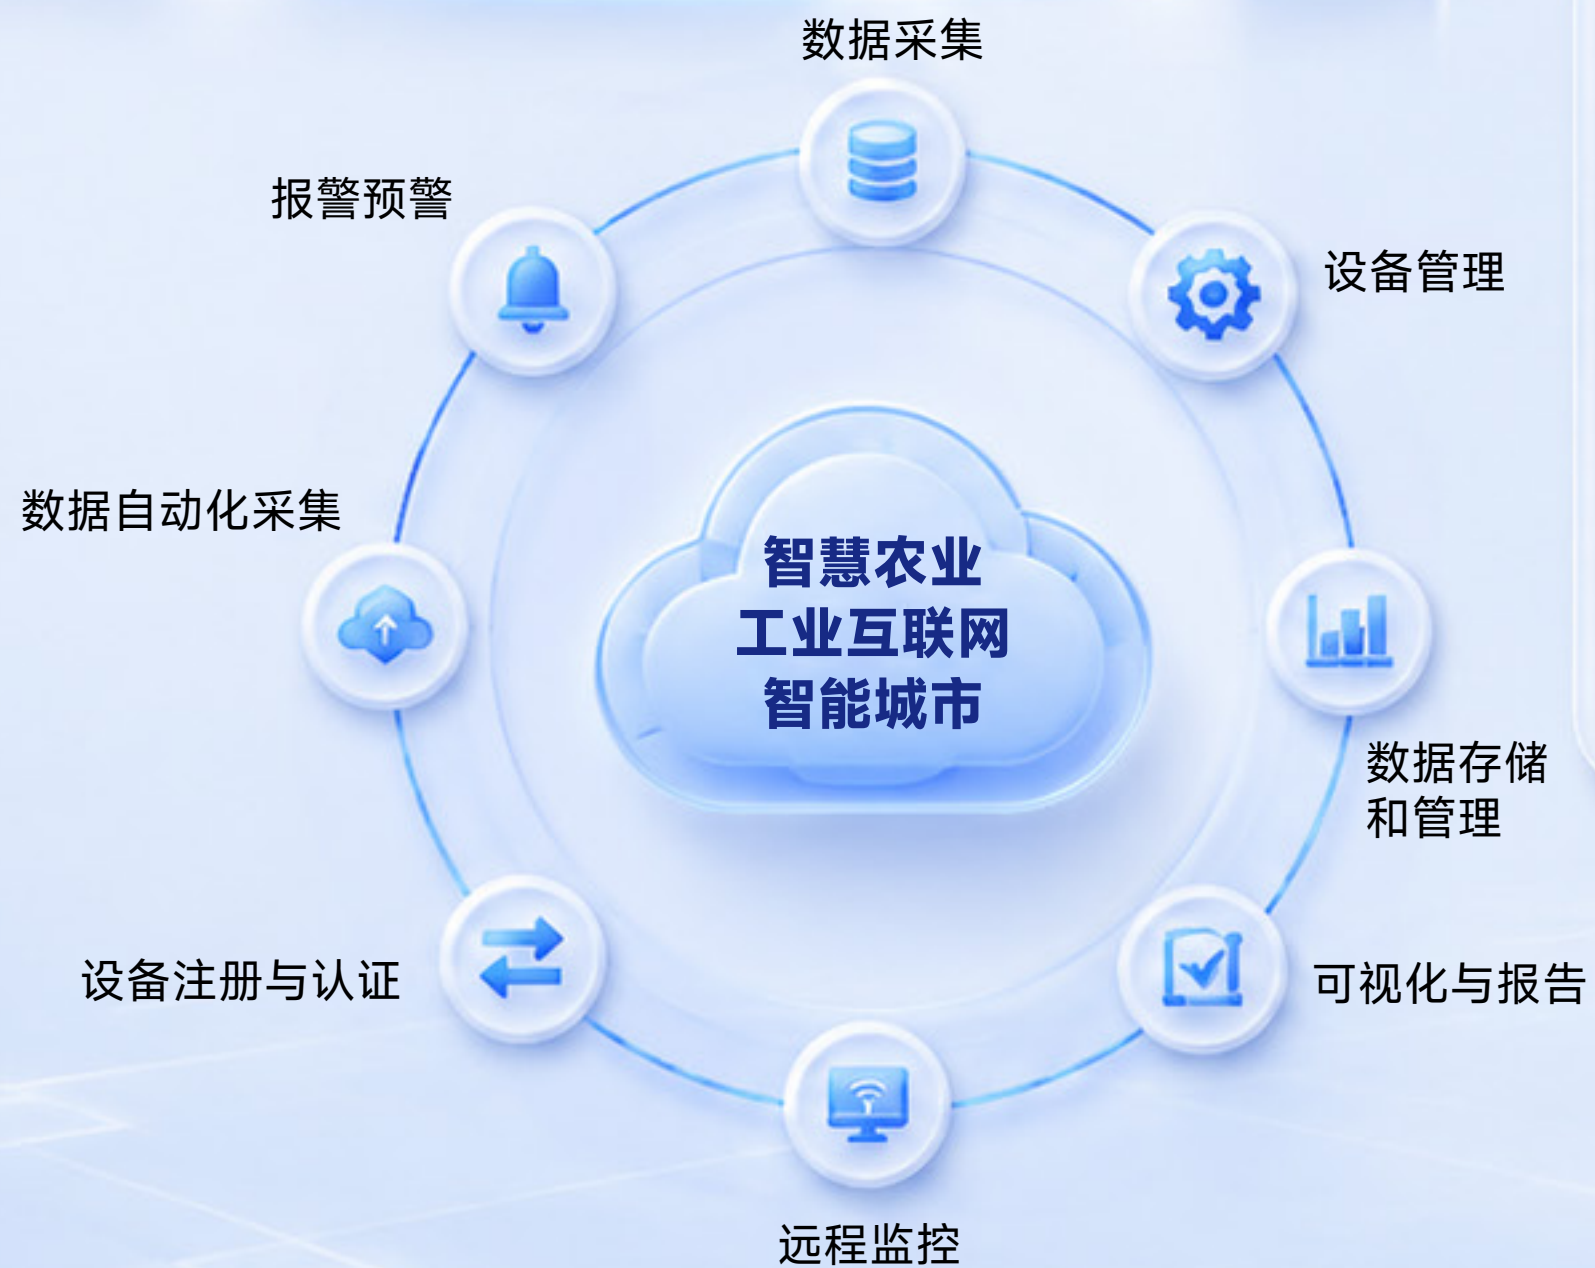 数据采集
报警预警
设备管理
数据自动化采集
智慧农业
工业互联网
智能城市
数据存储
和管理
设备注册与认证
可视化与报告
远程监控